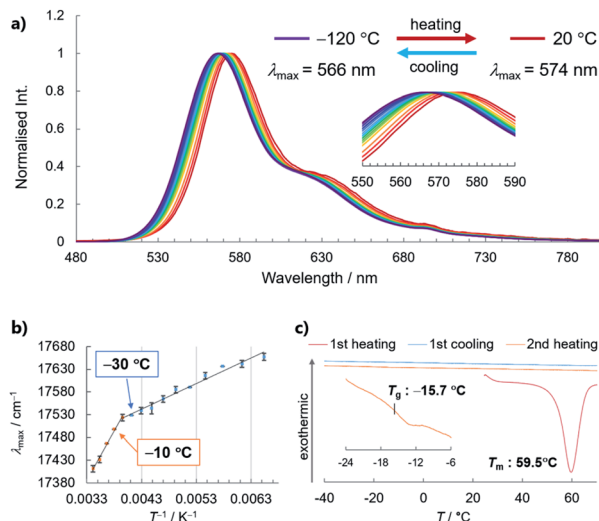 a)
1.2
1
0.8
0.6
0.4
0.2
0
Normalised Int.
–120 °C
heating
cooling
20 °C
λmax = 566 nm
λmax = 574 nm
550 560 570 580 590
480 530 580 630 680 730 780
Wavelength / nm
b)
17680
17630
17580
17530
17480
17430
17380
λmax / cm⁻¹
–30 °C
–10 °C
0.0033 0.0043 0.0053 0.0063
T⁻¹ / K⁻¹
c)
1st heating 1st cooling 2nd heating
exothermic
Tg : –15.7 °C
-24 -15 -6
Tm : 59.5°C
-40 -20 0 20 40 60
T / °C